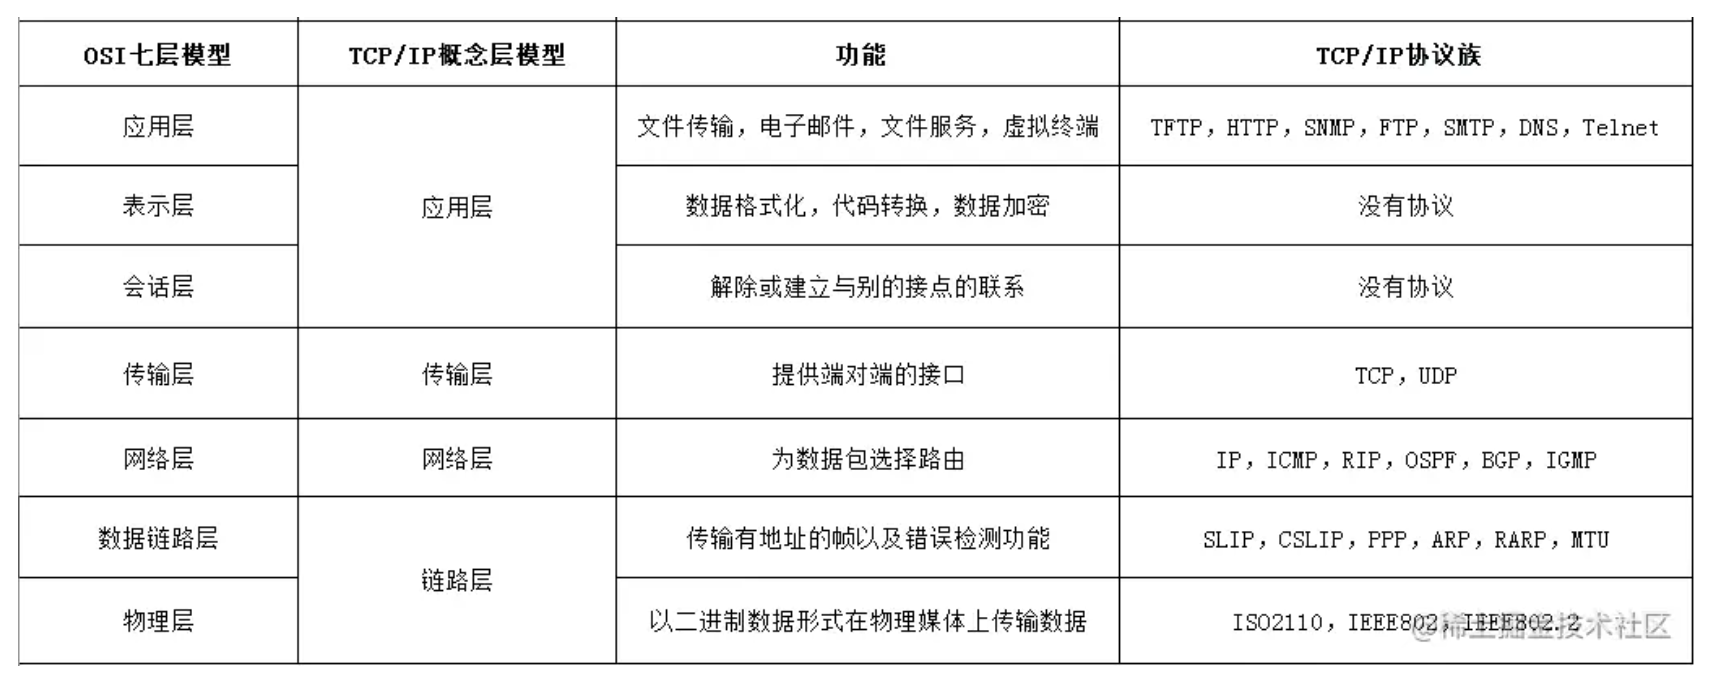 OSI七层模型 TCP/IP概念层模型 功能 TCP/IP协议族
应用层 文件传输，电子邮件，文件服务，虚拟终端 TFTP，HTTP，SNMP，FTP，SMTP，DNS，Telnet
表示层 应用层 数据格式化，代码转换，数据加密 没有协议
会话层 解除或建立与别的接点的联系 没有协议
传输层 传输层 提供端对端的接口 TCP，UDP
网络层 网络层 为数据包选择路由 IP，ICMP，RIP，OSPF，BGP，IGMP
数据链路层 传输有地址的帧以及错误检测功能 SLIP，CSLIP，PPP，ARP，RARP，MTU
链路层
物理层 以二进制数据形式在物理媒体上传输数据 ISO2110，IEEE802，IEEE802.2
@稀土掘金技术社区